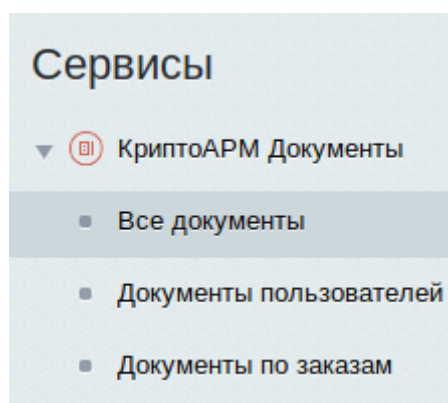 Сервисы
КриптоАРМ Документы
Все документы
Документы пользователей
Документы по заказам